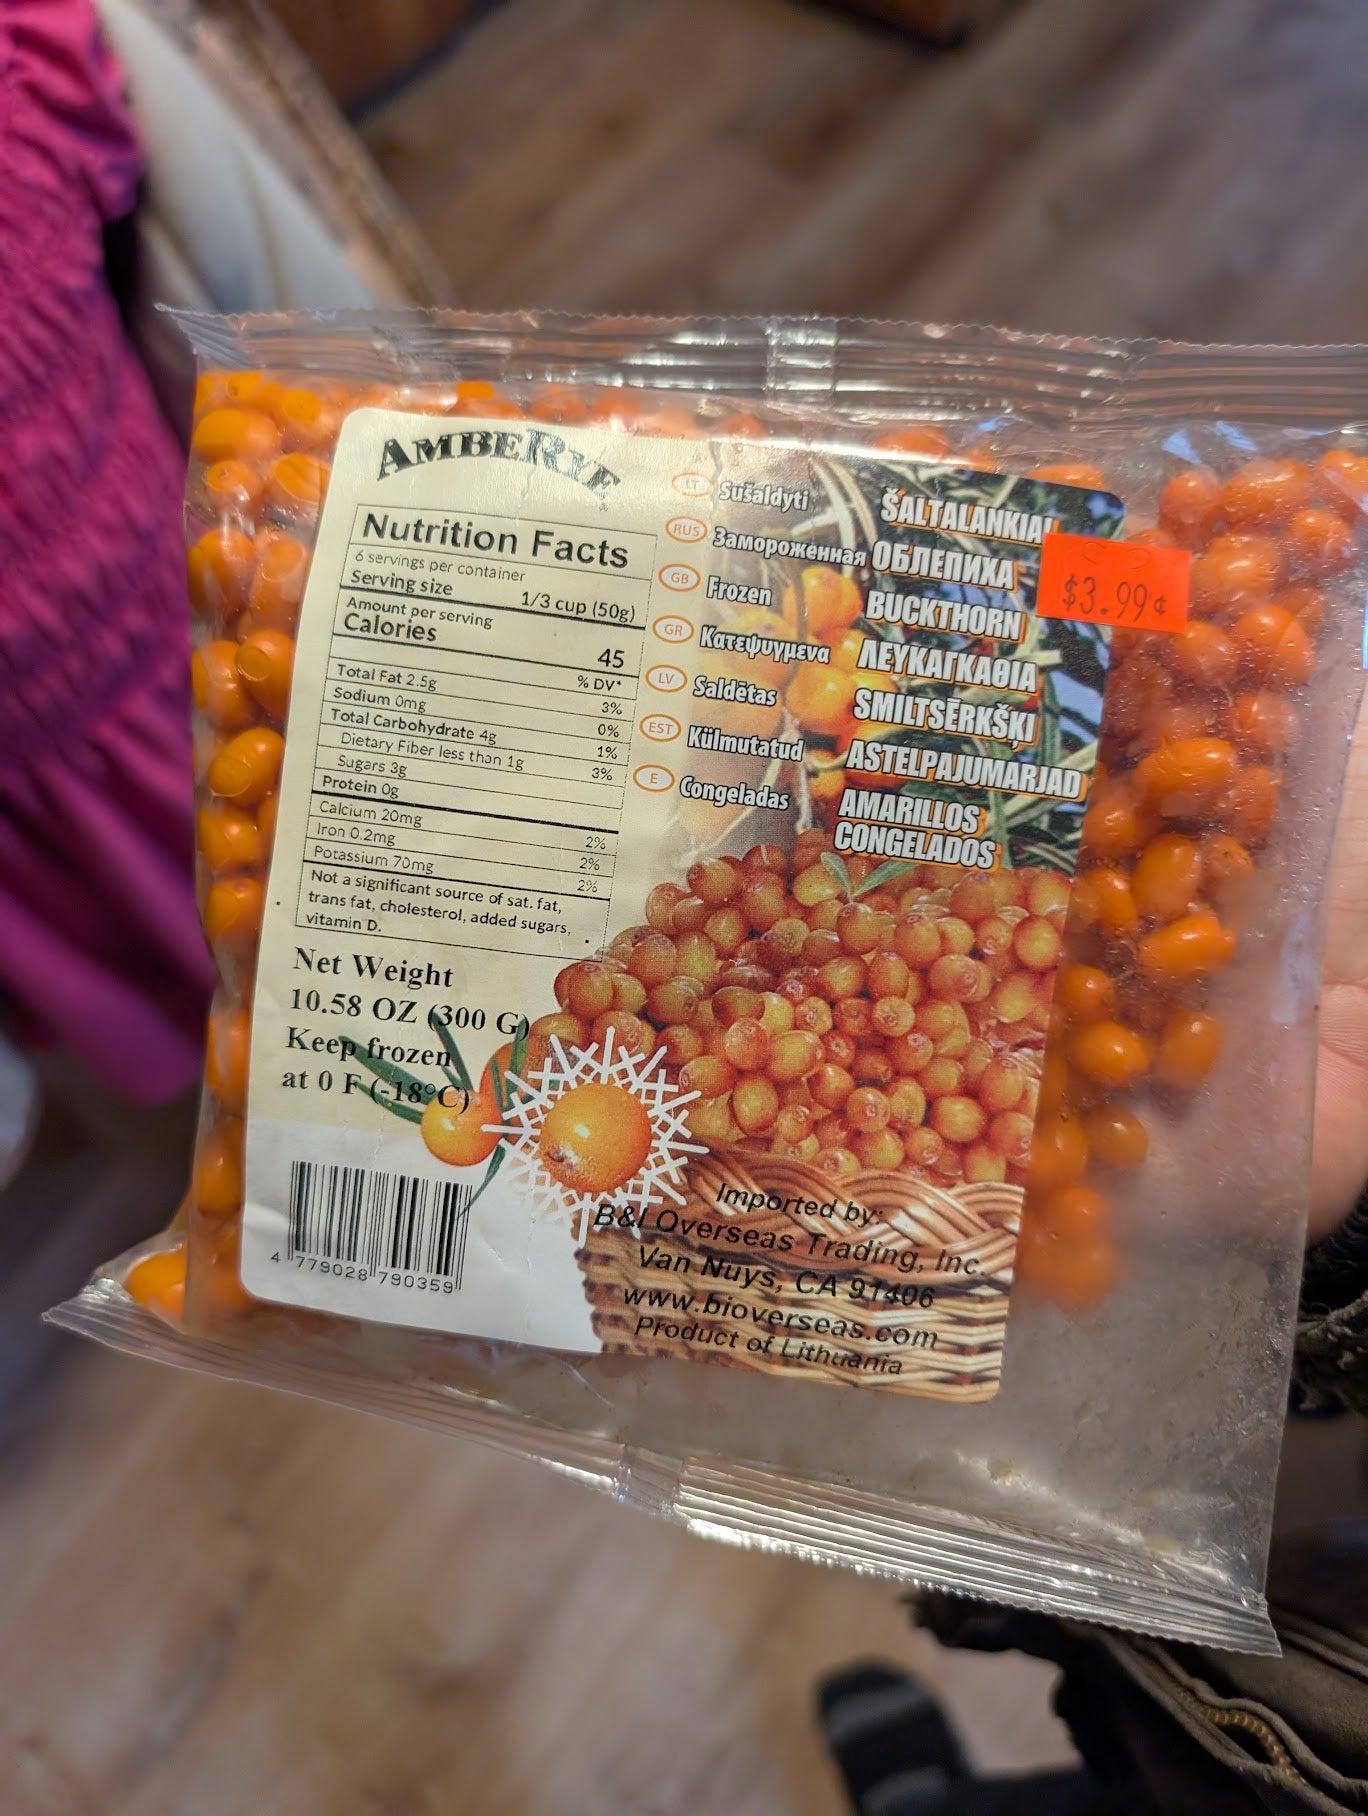 AMBERYE
Nutrition Facts
6 servings per container
Serving size 1/3 cup (50g)
Amount per serving
Calories 45
% DV*
Total Fat 2.5g 3%
Sodium 0mg 0%
Total Carbohydrate 4g 1%
Dietary Fiber less than 1g 3%
Sugars 3g
Protein 0g
Calcium 20mg 2%
Iron 0.2mg 2%
Potassium 70mg 2%
Not a significant source of sat. fat,
trans fat, cholesterol, added sugars,
vitamin D.
Net Weight
10.58 OZ (300 G)
Keep frozen
at 0 F (-18°C)
4 779028 790359
LT Sušaldyti ŠALTALANKIAI
RUS Замороженная ОБЛЕПИХА
GB Frozen BUCKTHORN
GR Κατεψυγμενα ΛΕΥΚΑΓΚΑΘΙΑ
LV Saldētas SMILTSĒRKŠĶI
EST Külmutatud ASTELPAJUMARJAD
E Congeladas AMARILLOS
CONGELADOS
$3.99¢
Imported by:
B&I Overseas Trading, Inc.
Van Nuys, CA 91406
www.bioverseas.com
Product of Lithuania